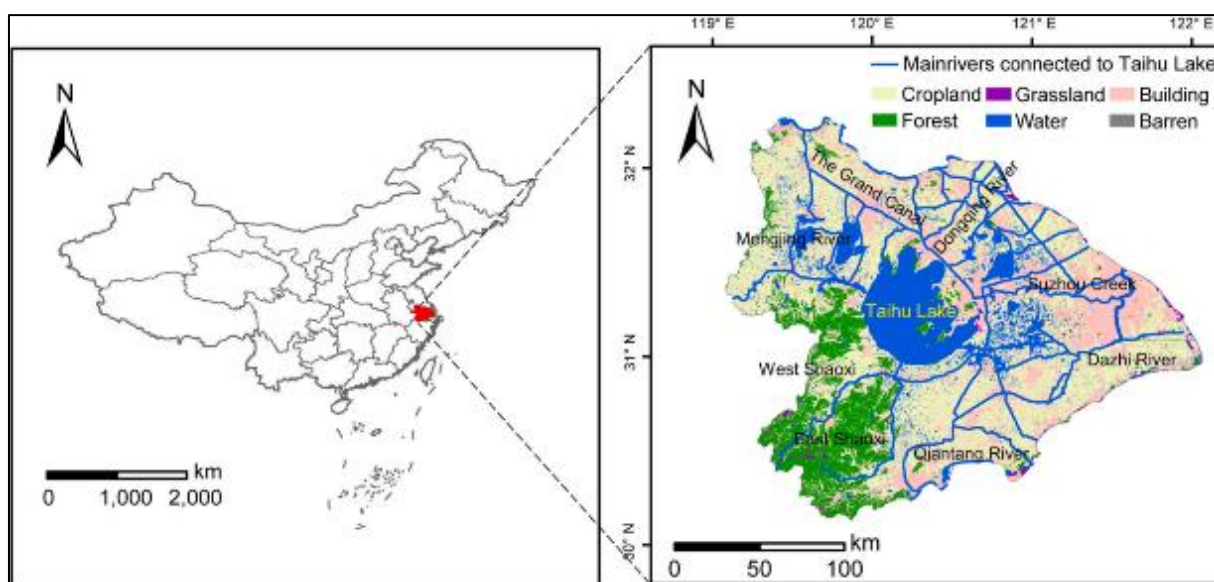 119° E 120° E 121° E 122° E
N
N
Mainrivers connected to Taihu Lake
Cropland Grassland Building
Forest Water Barren
32° N
The Grand Canal
Dongqing River
Mengjing River
Suzhou Creek
Taihu Lake
31° N
Dazhi River
West Shaoxi
East Shaoxi
Qiantang River
km
0 1,000 2,000
30° N
km
0 50 100